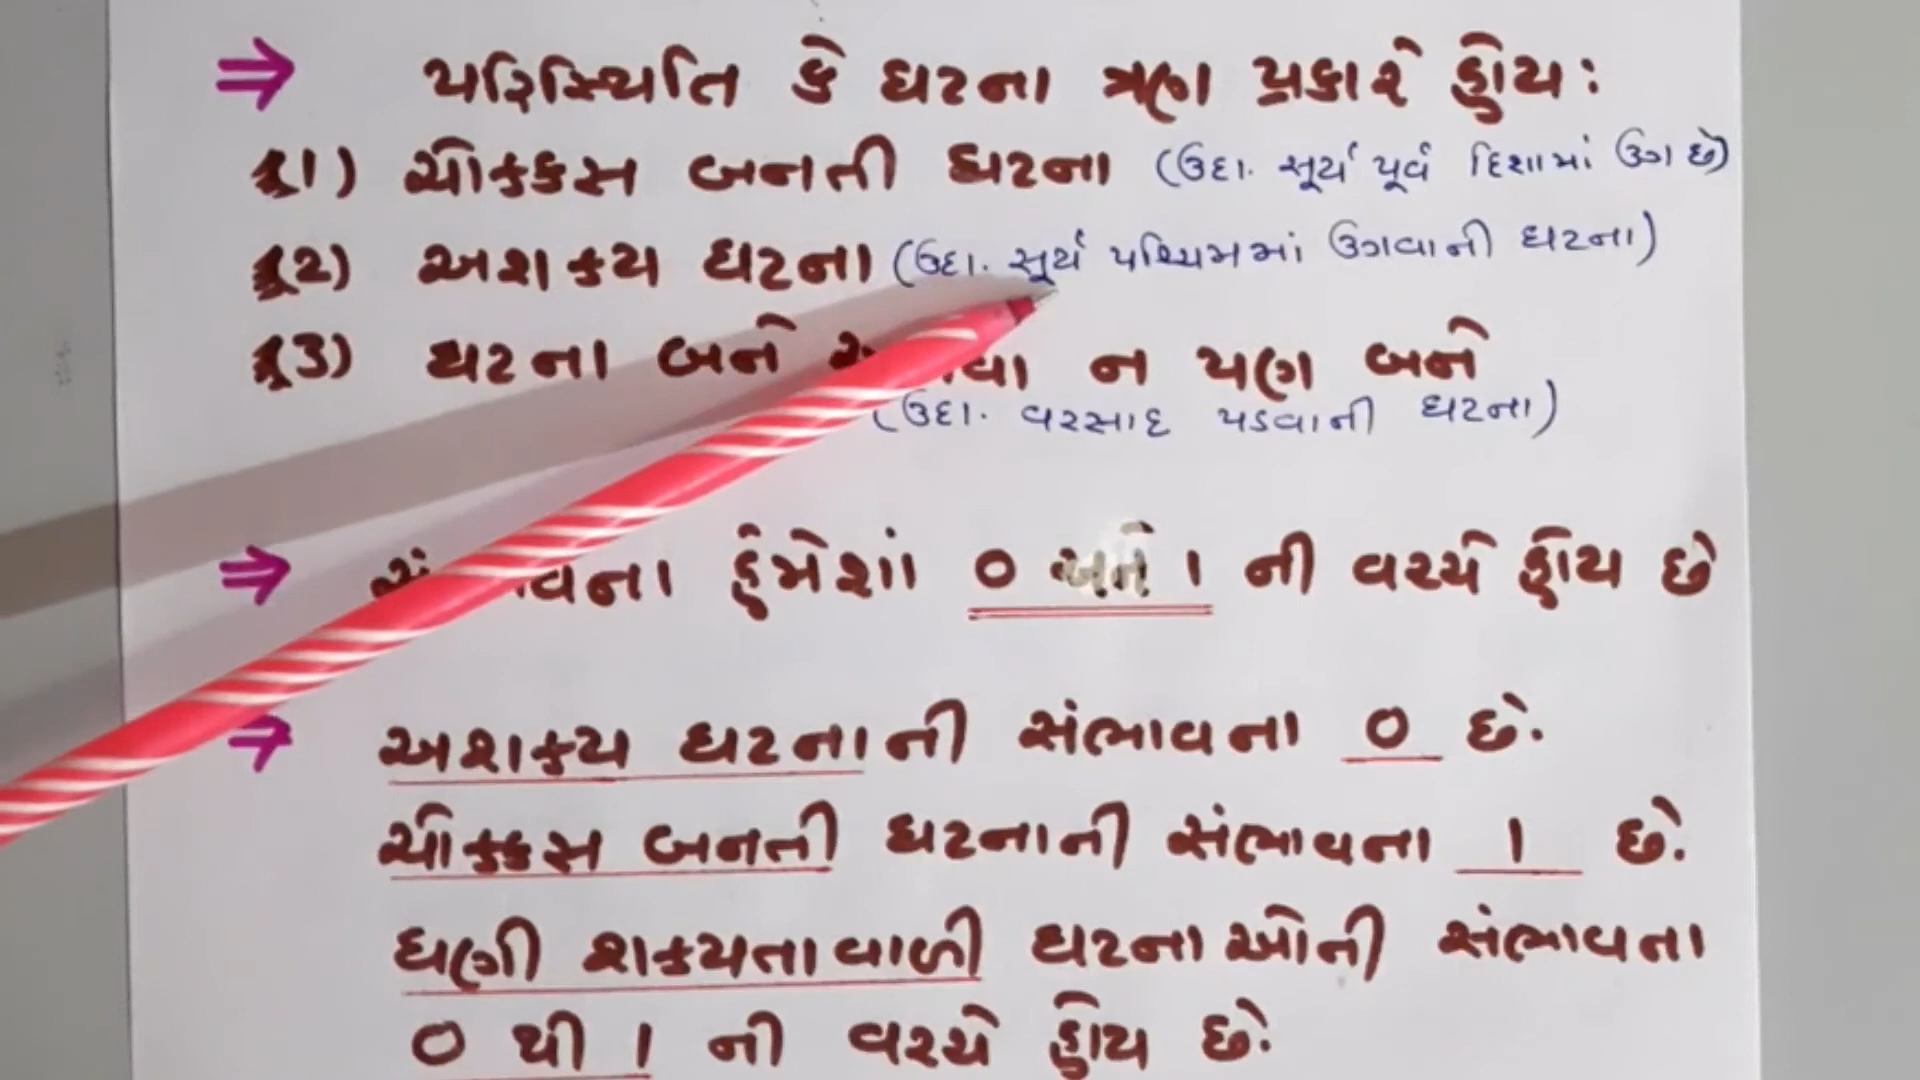 ⇒ પરિસ્થિતિ કે ઘટના ત્રણ પ્રકારે હોય:
(1) ચોક્કસ બનતી ઘટના (ઉદા. સૂર્ય પૂર્વ દિશામાં ઉગે છે)
(2) અશક્ય ઘટના (ઉદા. સૂર્ય પશ્ચિમમાં ઉગવાની ઘટના)
(3) ઘટના બને ન પણ બને
(ઉદા. વરસાદ પડવાની ઘટના)
⇒ હંમેશાં 0 અને 1 ની વચ્ચે હોય છે
⇒ અશક્ય ઘટનાની સંભાવના 0 છે.
ચોક્કસ બનતી ઘટનાની સંભાવના 1 છે.
ઘણી શક્યતાવાળી ઘટનાઓની સંભાવના
0 થી 1 ની વચ્ચે હોય છે.